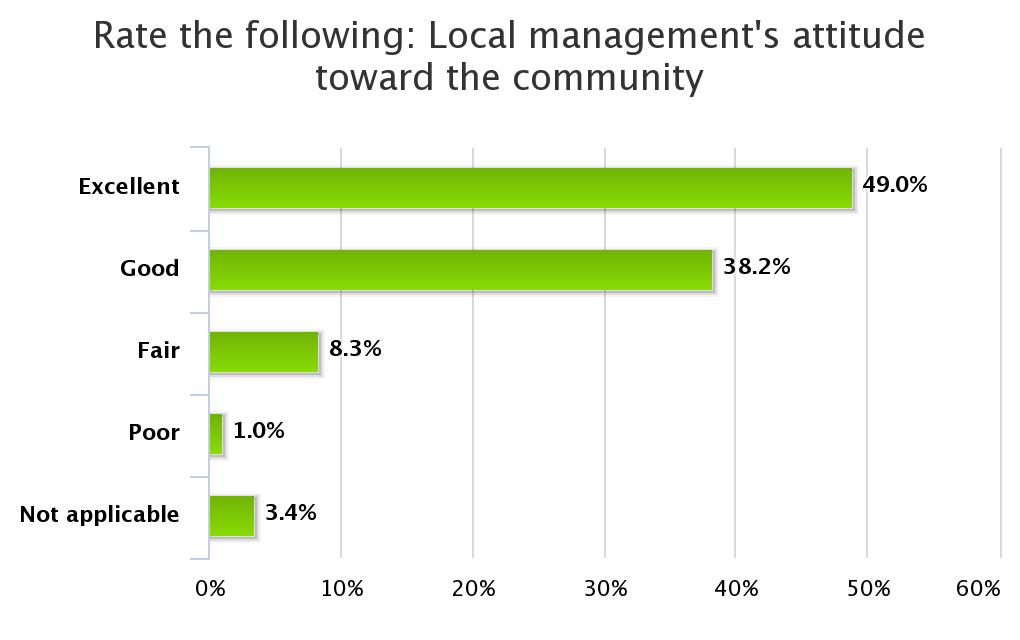 Rate the following: Local management's attitude
toward the community
Excellent 49.0%
Good 38.2%
Fair 8.3%
Poor 1.0%
Not applicable 3.4%
0% 10% 20% 30% 40% 50% 60%